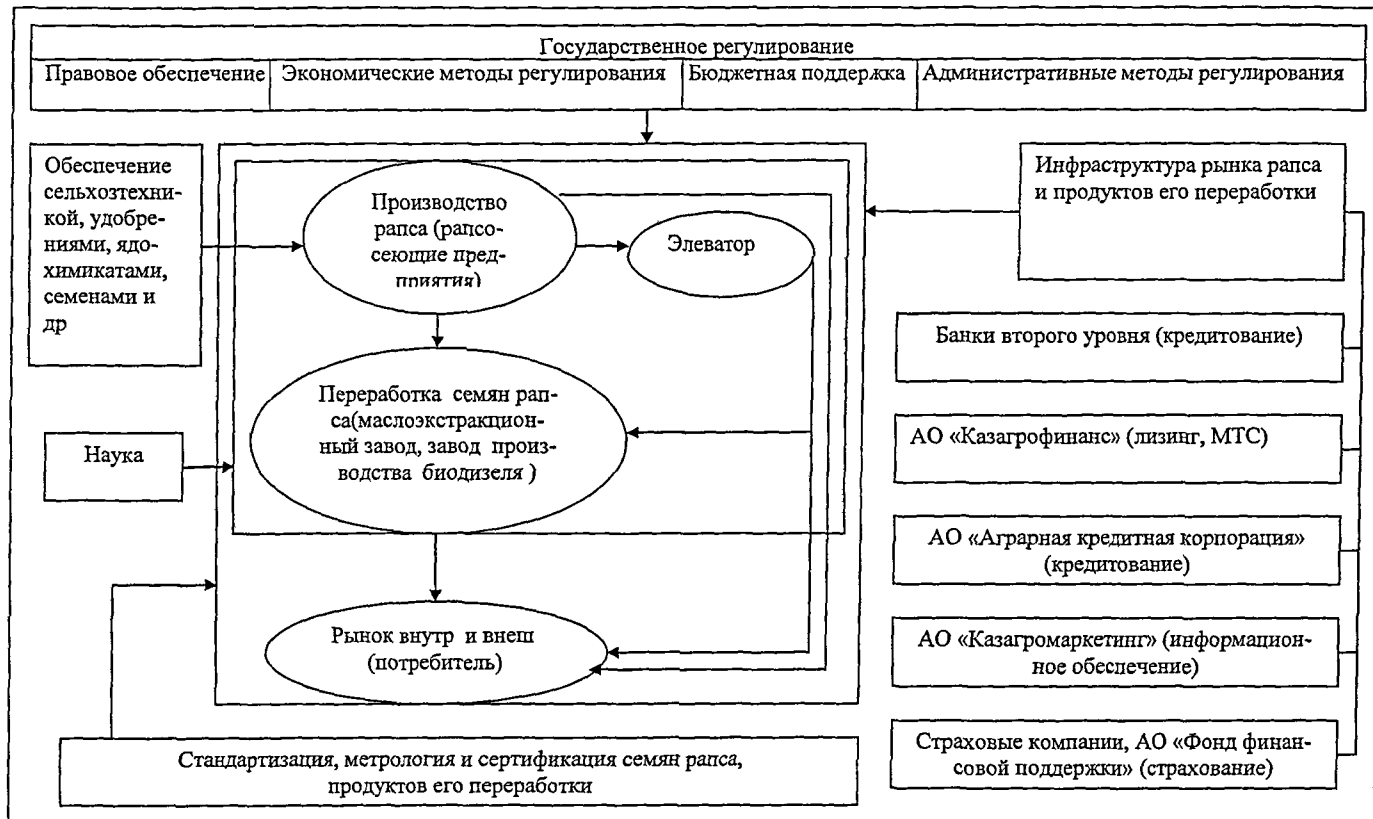 Государственное регулирование
Правовое обеспечение
Экономические методы регулирования
Бюджетная поддержка
Административные методы регулирования
Обеспечение
сельхозтехни-
кой, удобре-
ниями, ядо-
химикатами,
семенами и
др
Производство
рапса (рапсо-
сеющие пред-
приятия)
Элеватор
Инфраструктура рынка рапса
и продуктов его переработки
Банки второго уровня (кредитование)
Переработка семян рап-
са(маслоэкстракцион-
ный завод, завод произ-
водства биодизеля )
Наука
АО «Казагрофинанс» (лизинг, МТС)
АО «Аграрная кредитная корпорация»
(кредитование)
Рынок внутр и внеш
(потребитель)
АО «Казагромаркетинг» (информацион-
ное обеспечение)
Стандартизация, метрология и сертификация семян рапса,
продуктов его переработки
Страховые компании, АО «Фонд финан-
совой поддержки» (страхование)